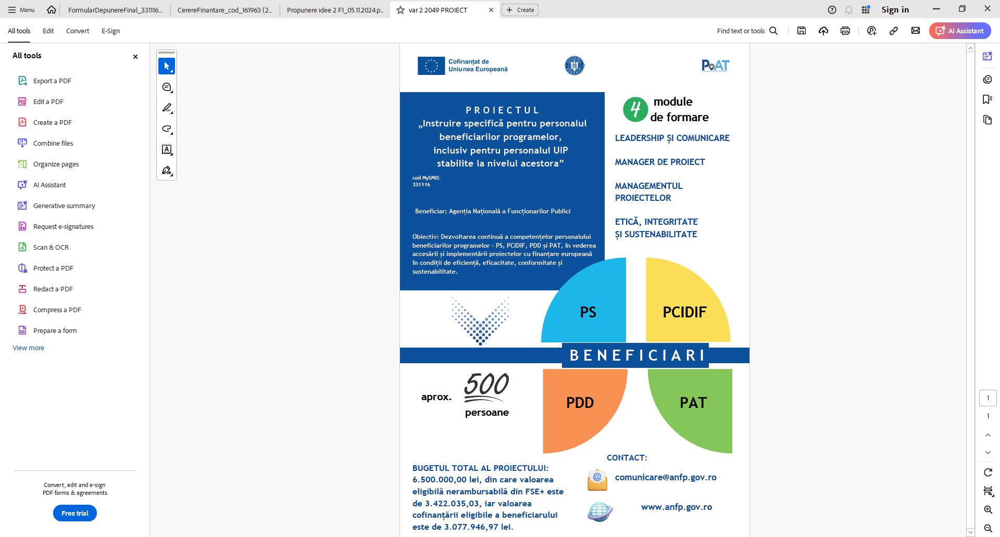 Menu
FormularDepunereFinal_331116....
CerereFinantare_cod_161963 (2...
Propunere idee 2 F1_05.11.2024.p...
var 2 2049 PROIECT
Create
Sign in
All tools
Edit
Convert
E-Sign
Find text or tools
AI Assistant
All tools
Export a PDF
Edit a PDF
Create a PDF
Combine files
Organize pages
AI Assistant
Generative summary
Request e-signatures
Scan & OCR
Protect a PDF
Redact a PDF
Compress a PDF
Prepare a form
View more
Convert, edit and e-sign
PDF forms & agreements.
Free trial
Cofinanțat de
Uniunea Europeană
PoAT
PROIECTUL
„Instruire specifică pentru personalul
beneficiarilor programelor,
inclusiv pentru personalul UIP
stabilite la nivelul acestora”
cod MySMIS:
331116
Beneficiar: Agenția Națională a Funcționarilor Publici
Obiectiv: Dezvoltarea continuă a competențelor personalului
beneficiarilor programelor - PS, PCIDIF, PDD și PAT, în vederea
accesării și implementării proiectelor cu finanțare europeană
în condiții de eficiență, eficacitate, conformitate și
sustenabilitate.
4 module
de formare
LEADERSHIP ȘI COMUNICARE
MANAGER DE PROIECT
MANAGEMENTUL
PROIECTELOR
ETICĂ, INTEGRITATE
ȘI SUSTENABILITATE
PS
PCIDIF
BENEFICIARI
PDD
PAT
aprox. 500
persoane
BUGETUL TOTAL AL PROIECTULUI:
6.500.000,00 lei, din care valoarea
eligibilă nerambursabilă din FSE+ este
de 3.422.035,03, iar valoarea
cofinanțării eligibile a beneficiarului
este de 3.077.946,97 lei.
CONTACT:
comunicare@anfp.gov.ro
www.anfp.gov.ro
1
1